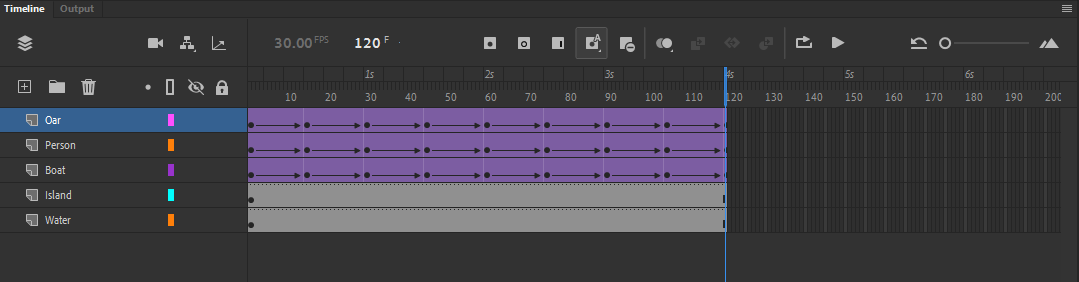 Timeline Output
30.00 FPS 120 F
A
1s 2s 3s 4s 5s 6s
10 20 30 40 50 60 70 80 90 100 110 120 130 140 150 160 170 180 190 200
Oar
Person
Boat
Island
Water